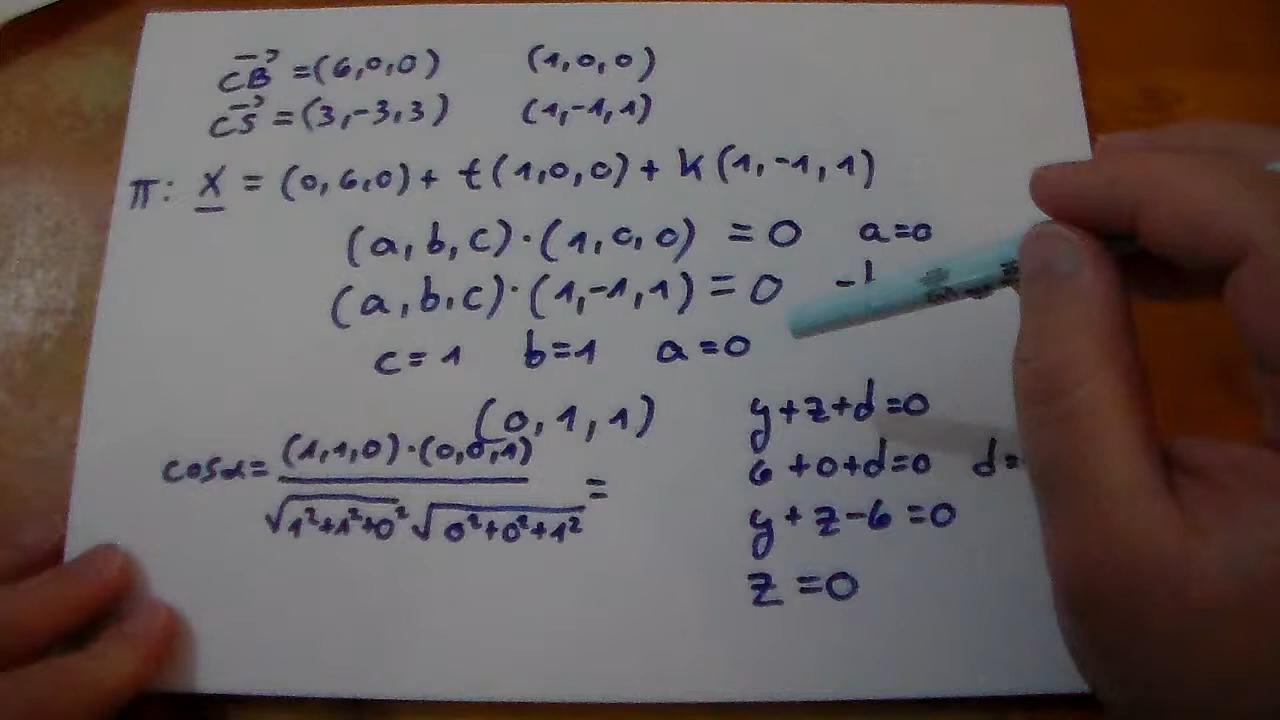 CB = (6,0,0) (1,0,0)
CS = (3,-3,3) (1,-1,1)
π: X = (0,6,0) + t(1,0,0) + k(1,-1,1)
(a,b,c)·(1,0,0) = 0 a=0
(a,b,c)·(1,-1,1) = 0
c=1 b=1 a=0
(0,1,1)
cosα = (1,1,0)·(0,0,1) / √1²+1²+0² √0²+0²+1² =
y+z+d=0
6+0+d=0 d=
y+z-6=0
z=0